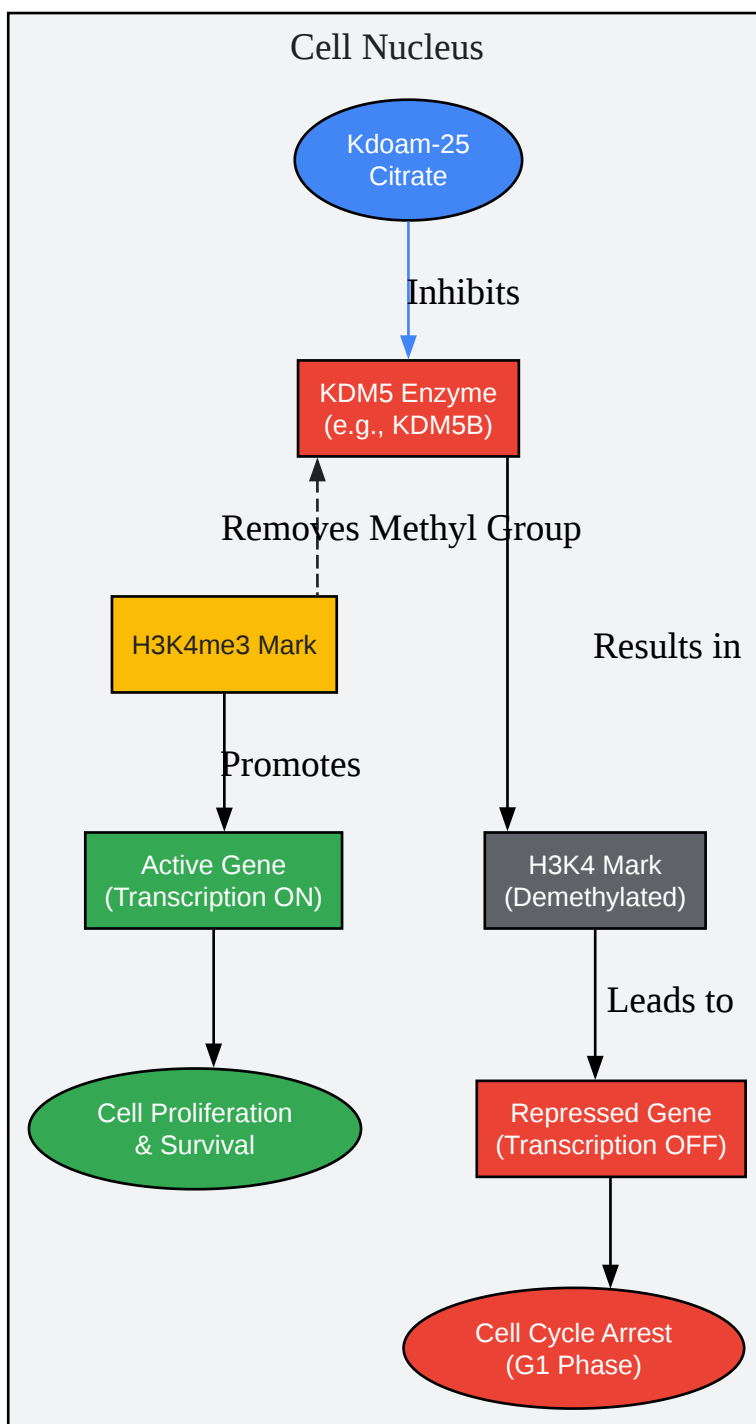 Cell Nucleus
Kdoam-25
Citrate
Inhibits
KDM5 Enzyme
(e.g., KDM5B)
Removes Methyl Group
H3K4me3 Mark
Results in
Promotes
Active Gene
(Transcription ON)
H3K4 Mark
(Demethylated)
Leads to
Cell Proliferation
& Survival
Repressed Gene
(Transcription OFF)
Cell Cycle Arrest
(G1 Phase)